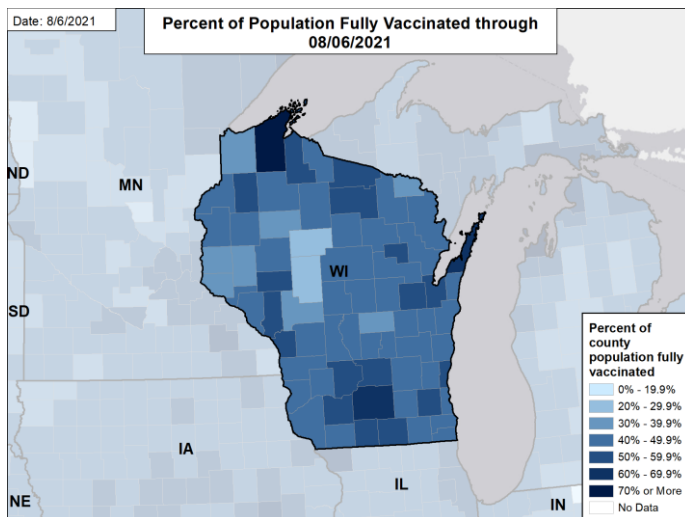 Date: 8/6/2021
Percent of Population Fully Vaccinated through
08/06/2021
ND
MN
WI
SD
IA
NE
IL
IN
Percent of
county
population fully
vaccinated
0% - 19.9%
20% - 29.9%
30% - 39.9%
40% - 49.9%
50% - 59.9%
60% - 69.9%
70% or More
No Data